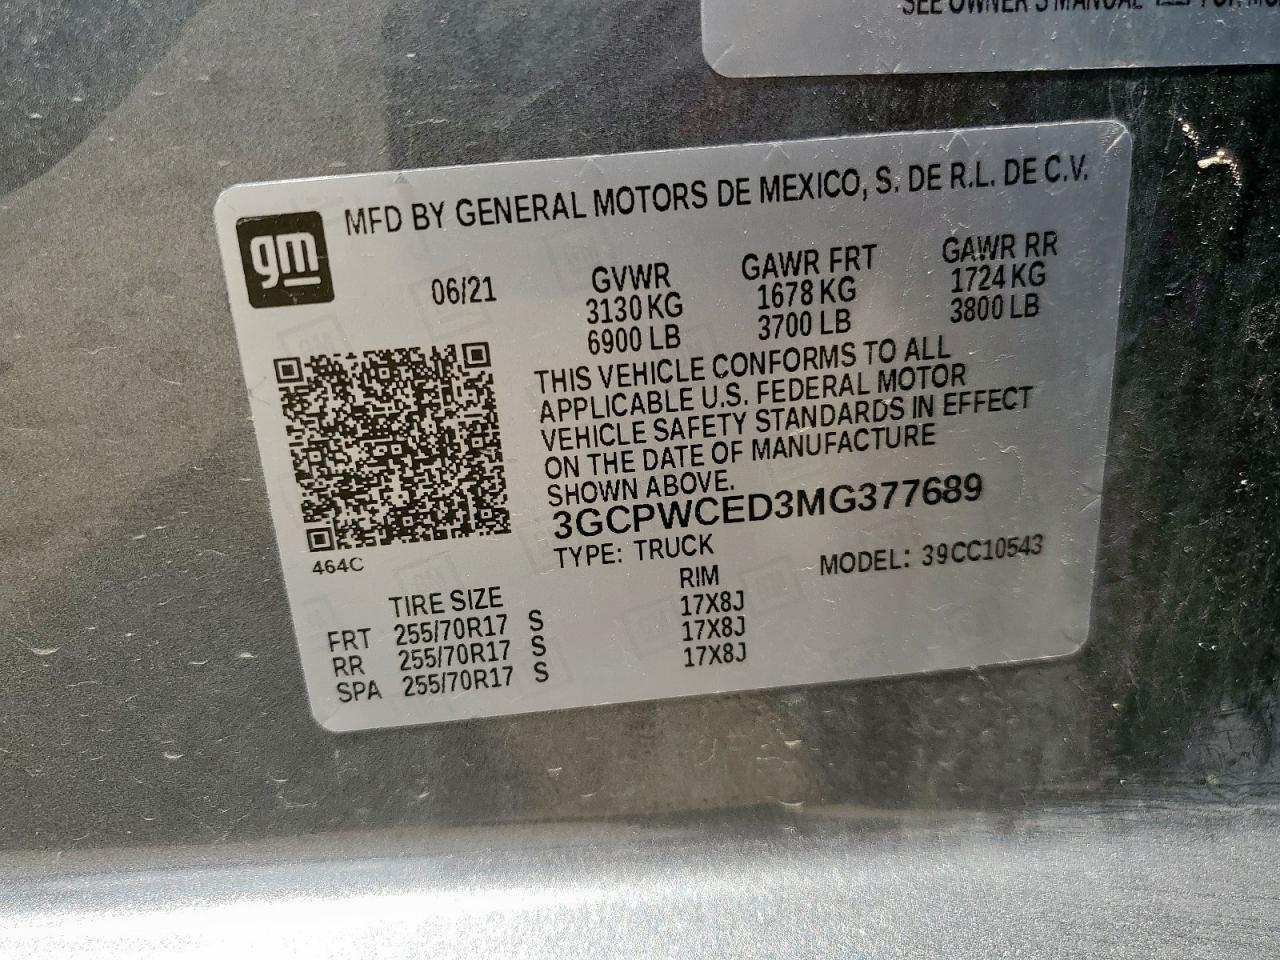 SEE OWNER'S MANUAL
gm
MFD BY GENERAL MOTORS DE MEXICO, S. DE R.L. DE C.V.
06/21
GVWR
3130 KG
6900 LB
GAWR FRT
1678 KG
3700 LB
GAWR RR
1724 KG
3800 LB
THIS VEHICLE CONFORMS TO ALL
APPLICABLE U.S. FEDERAL MOTOR
VEHICLE SAFETY STANDARDS IN EFFECT
ON THE DATE OF MANUFACTURE
SHOWN ABOVE.
3GCPWCED3MG377689
TYPE: TRUCK
MODEL: 39CC10543
464C
TIRE SIZE RIM
FRT 255/70R17 S 17X8J
RR 255/70R17 S 17X8J
SPA 255/70R17 S 17X8J